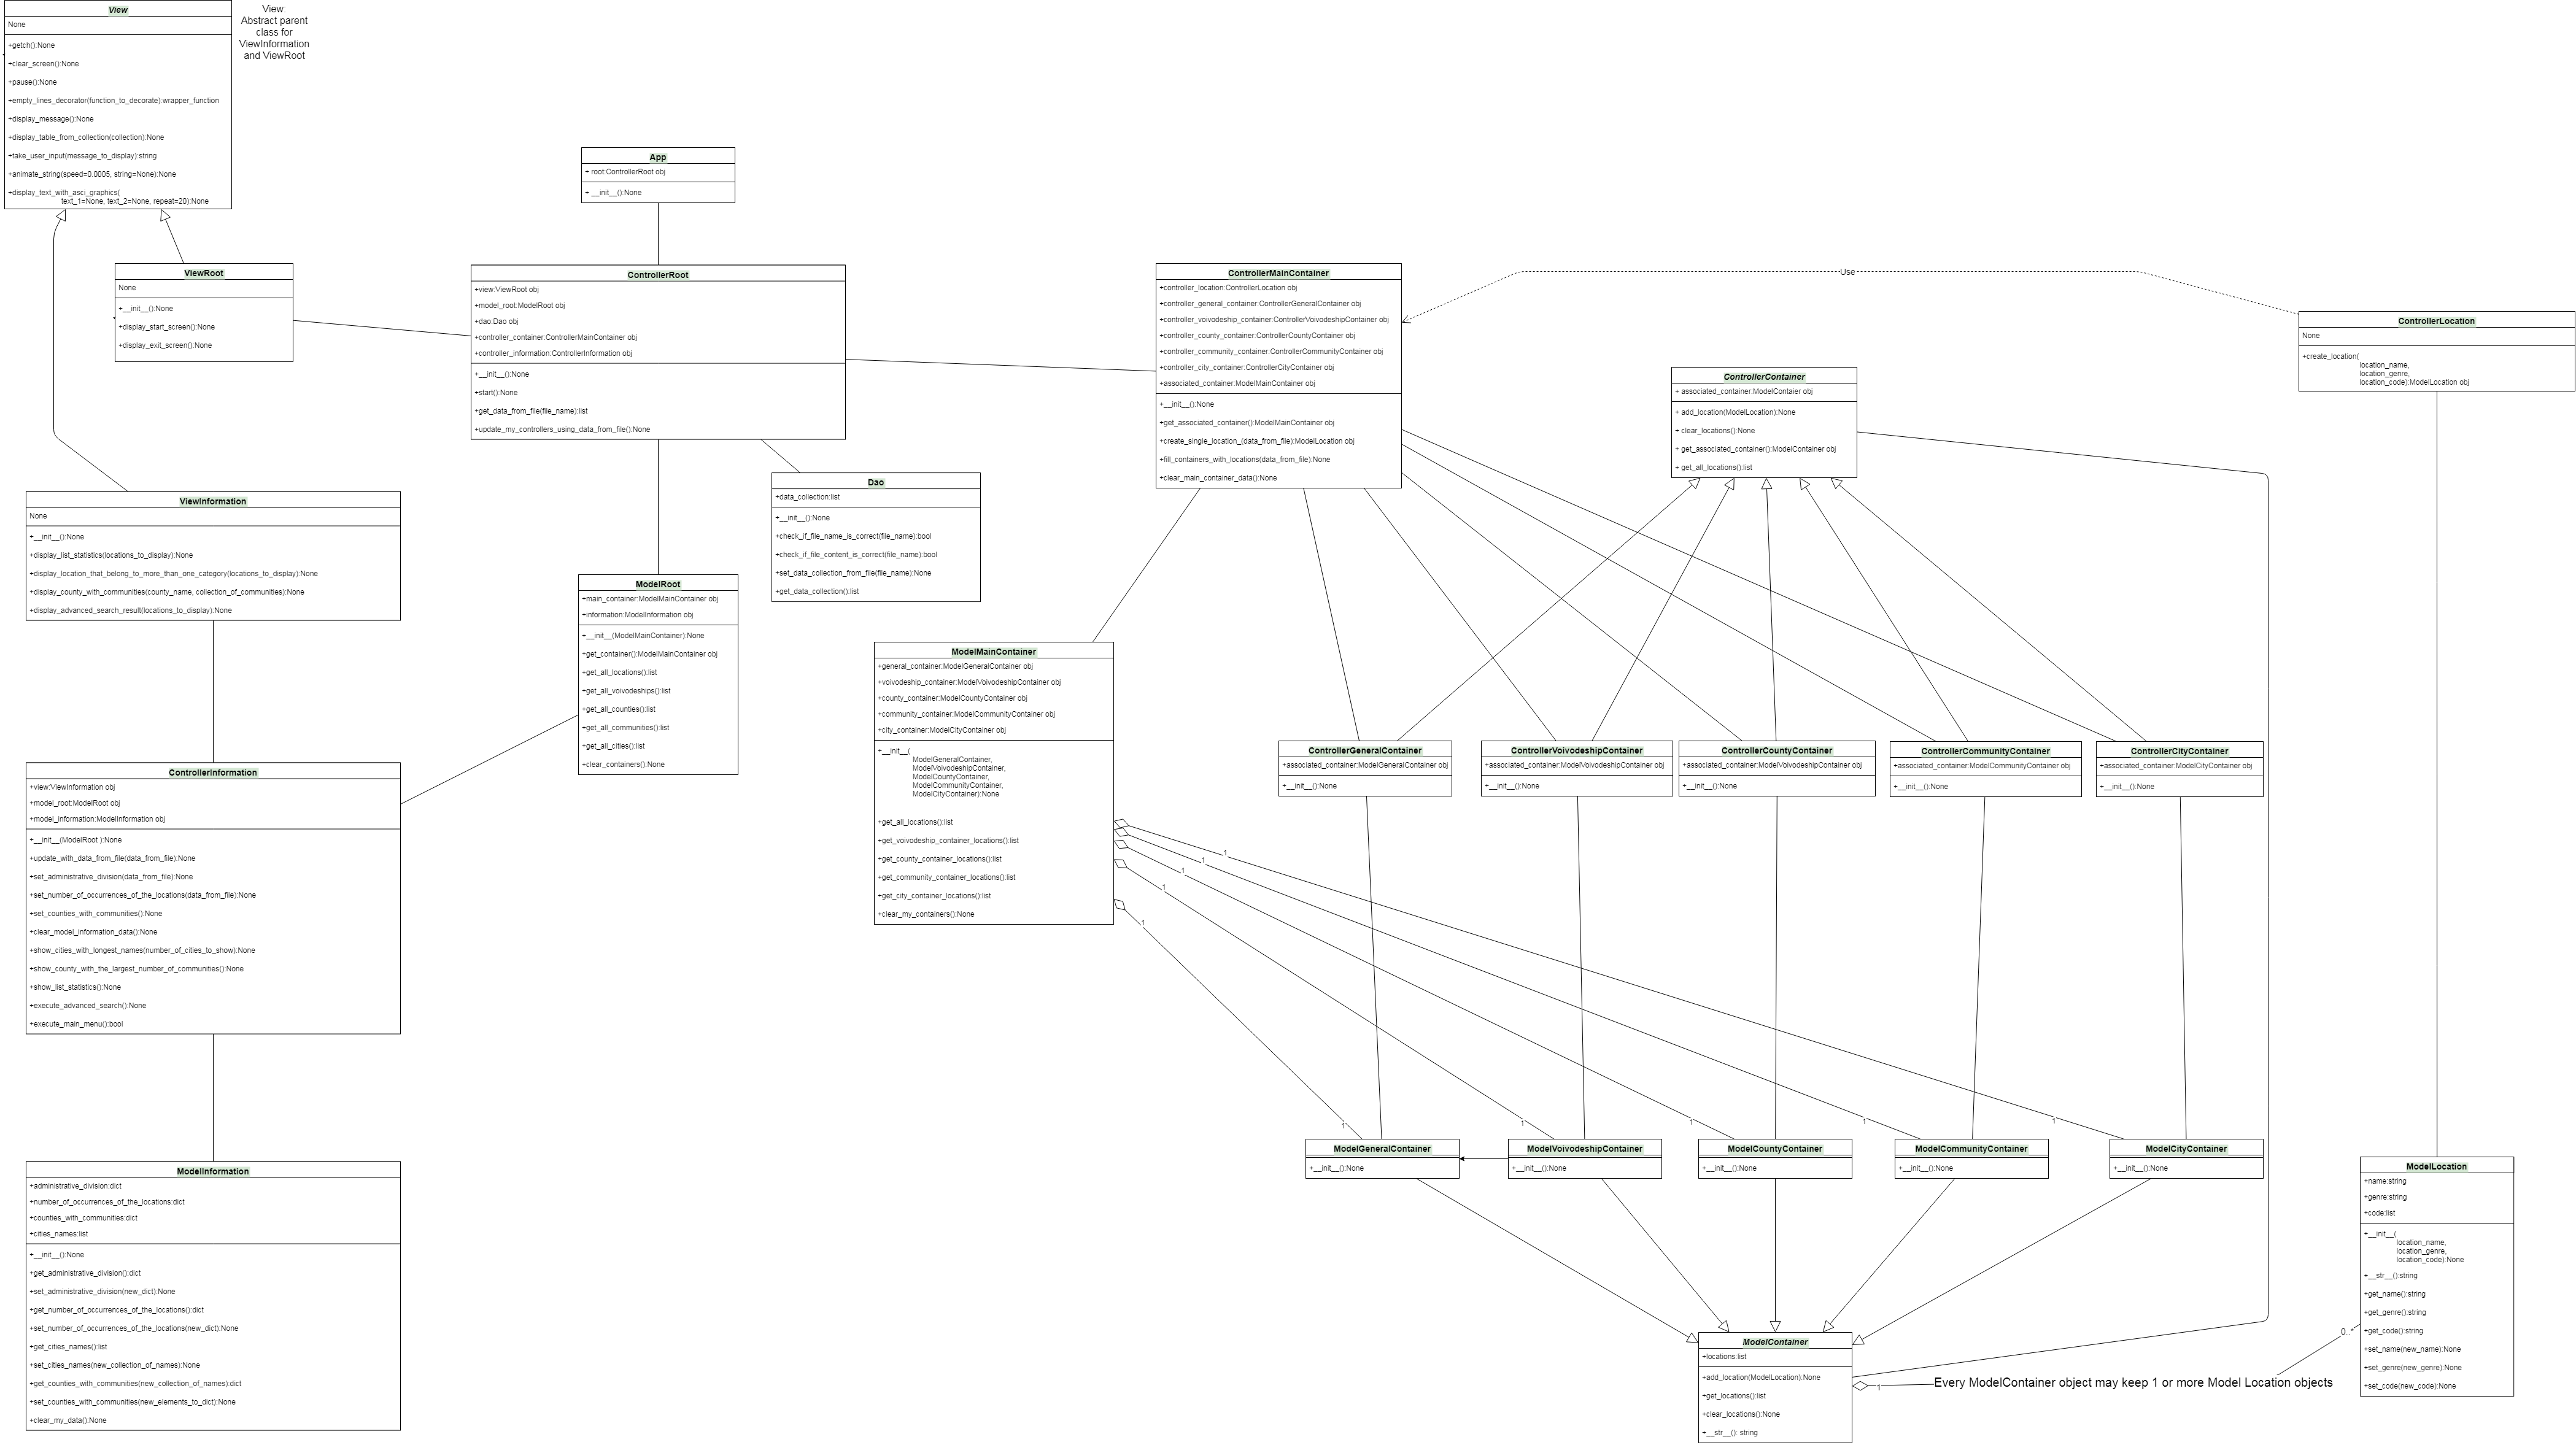 View
None
+getch():None
+clear_screen():None
+pause():None
+empty_lines_decorator(function_to_decorate):wrapper_function
+display_message():None
+display_table_from_collection(collection):None
+take_user_input(message_to_display):string
+animate_string(speed=0.0005, string=None):None
+display_text_with_asci_graphics(
text_1=None, text_2=None, repeat=20):None
View:
Abstract parent
class for
ViewInformation
and ViewRoot
App
+ root:ControllerRoot obj
+ __init__():None
ViewRoot
None
+__init__():None
+display_start_screen():None
+display_exit_screen():None
ControllerRoot
+view:ViewRoot obj
+model_root:ModelRoot obj
+dao:Dao obj
+controller_container:ControllerMainContainer obj
+controller_information:ControllerInformation obj
+__init__():None
+start():None
+get_data_from_file(file_name):list
+update_my_controllers_using_data_from_file():None
ControllerMainContainer
+controller_location:ControllerLocation obj
+controller_general_container:ControllerGeneralContainer obj
+controller_voivodeship_container:ControllerVoivodeshipContainer obj
+controller_county_container:ControllerCountyContainer obj
+controller_community_container:ControllerCommunityContainer obj
+controller_city_container:ControllerCityContainer obj
+associated_container:ModelMainContainer obj
+__init__():None
+get_associated_container():ModelMainContainer obj
+create_single_location_(data_from_file):ModelLocation obj
+fill_containers_with_locations(data_from_file):None
+clear_main_container_data():None
Use
ControllerLocation
None
+create_location(
location_name,
location_genre,
location_code):ModelLocation obj
ControllerContainer
+ associated_container:ModelContaier obj
+ add_location(ModelLocation):None
+ clear_locations():None
+ get_associated_container():ModelContainer obj
+ get_all_locations():list
Dao
+data_collection:list
+__init__():None
+check_if_file_name_is_correct(file_name):bool
+check_if_file_content_is_correct(file_name):bool
+set_data_collection_from_file(file_name):None
+get_data_collection():list
ViewInformation
None
+__init__():None
+display_list_statistics(locations_to_display):None
+display_location_that_belong_to_more_than_one_category(locations_to_display):None
+display_county_with_communities(county_name, collection_of_communities):None
+display_advanced_search_result(locations_to_display):None
ModelRoot
+main_container:ModelMainContainer obj
+information:ModelInformation obj
+__init__(ModelMainContainer):None
+get_container():ModelMainContainer obj
+get_all_locations():list
+get_all_voivodeships():list
+get_all_counties():list
+get_all_communities():list
+get_all_cities():list
+clear_containers():None
ModelMainContainer
+general_container:ModelGeneralContainer obj
+voivodeship_container:ModelVoivodeshipContainer obj
+county_container:ModelCountyContainer obj
+community_container:ModelCommunityContainer obj
+city_container:ModelCityContainer obj
+__init__(
ModelGeneralContainer,
ModelVoivodeshipContainer,
ModelCountyContainer,
ModelCommunityContainer,
ModelCityContainer):None
+get_all_locations():list
+get_voivodeship_container_locations():list
+get_county_container_locations():list
+get_community_container_locations():list
+get_city_container_locations():list
+clear_my_containers():None
ControllerGeneralContainer
+associated_container:ModelGeneralContainer obj
+__init__():None
ControllerVoivodeshipContainer
+associated_container:ModelVoivodeshipContainer obj
+__init__():None
ControllerCountyContainer
+associated_container:ModelVoivodeshipContainer obj
+__init__():None
ControllerCommunityContainer
+associated_container:ModelCommunityContainer obj
+__init__():None
ControllerCityContainer
+associated_container:ModelCityContainer obj
+__init__():None
ControllerInformation
+view:ViewInformation obj
+model_root:ModelRoot obj
+model_information:ModelInformation obj
+__init__(ModelRoot ):None
+update_with_data_from_file(data_from_file):None
+set_administrative_division(data_from_file):None
+set_number_of_occurrences_of_the_locations(data_from_file):None
+set_counties_with_communities():None
+clear_model_information_data():None
+show_cities_with_longest_names(number_of_cities_to_show):None
+show_county_with_the_largest_number_of_communities():None
+show_list_statistics():None
+execute_advanced_search():None
+execute_main_menu():bool
1
1
1
1
1
1
1
1
1
1
ModelGeneralContainer
+__init__():None
ModelVoivodeshipContainer
+__init__():None
ModelCountyContainer
+__init__():None
ModelCommunityContainer
+__init__():None
ModelCityContainer
+__init__():None
ModelInformation
+administrative_division:dict
+number_of_occurrences_of_the_locations:dict
+counties_with_communities:dict
+cities_names:list
+__init__():None
+get_administrative_division():dict
+set_administrative_division(new_dict):None
+get_number_of_occurrences_of_the_locations():dict
+set_number_of_occurrences_of_the_locations(new_dict):None
+get_cities_names():list
+set_cities_names(new_collection_of_names):None
+get_counties_with_communities(new_collection_of_names):dict
+set_counties_with_communities(new_elements_to_dict):None
+clear_my_data():None
ModelContainer
+locations:list
+add_location(ModelLocation):None
+get_locations():list
+clear_locations():None
+__str__(): string
1
Every ModelContainer object may keep 1 or more Model Location objects
0..*
ModelLocation
+name:string
+genre:string
+code:list
+__init__(
location_name,
location_genre,
location_code):None
+__str__():string
+get_name():string
+get_genre():string
+get_code():string
+set_name(new_name):None
+set_genre(new_genre):None
+set_code(new_code):None